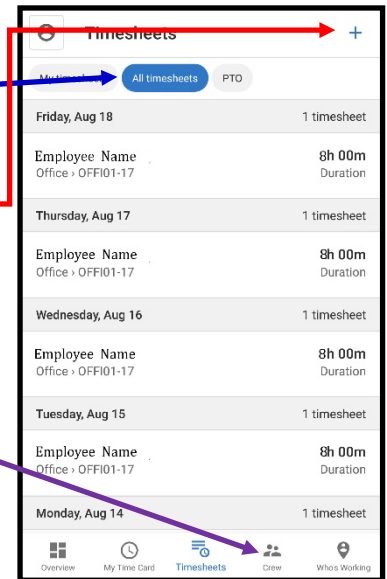 Timesheets +
My timesheets All timesheets PTO
Friday, Aug 18 1 timesheet
Employee Name 8h 00m
Office › OFFI01-17 Duration
Thursday, Aug 17 1 timesheet
Employee Name 8h 00m
Office › OFFI01-17 Duration
Wednesday, Aug 16 1 timesheet
Employee Name 8h 00m
Office › OFFI01-17 Duration
Tuesday, Aug 15 1 timesheet
Employee Name 8h 00m
Office › OFFI01-17 Duration
Monday, Aug 14 1 timesheet
Overview My Time Card Timesheets Crew Who's Working